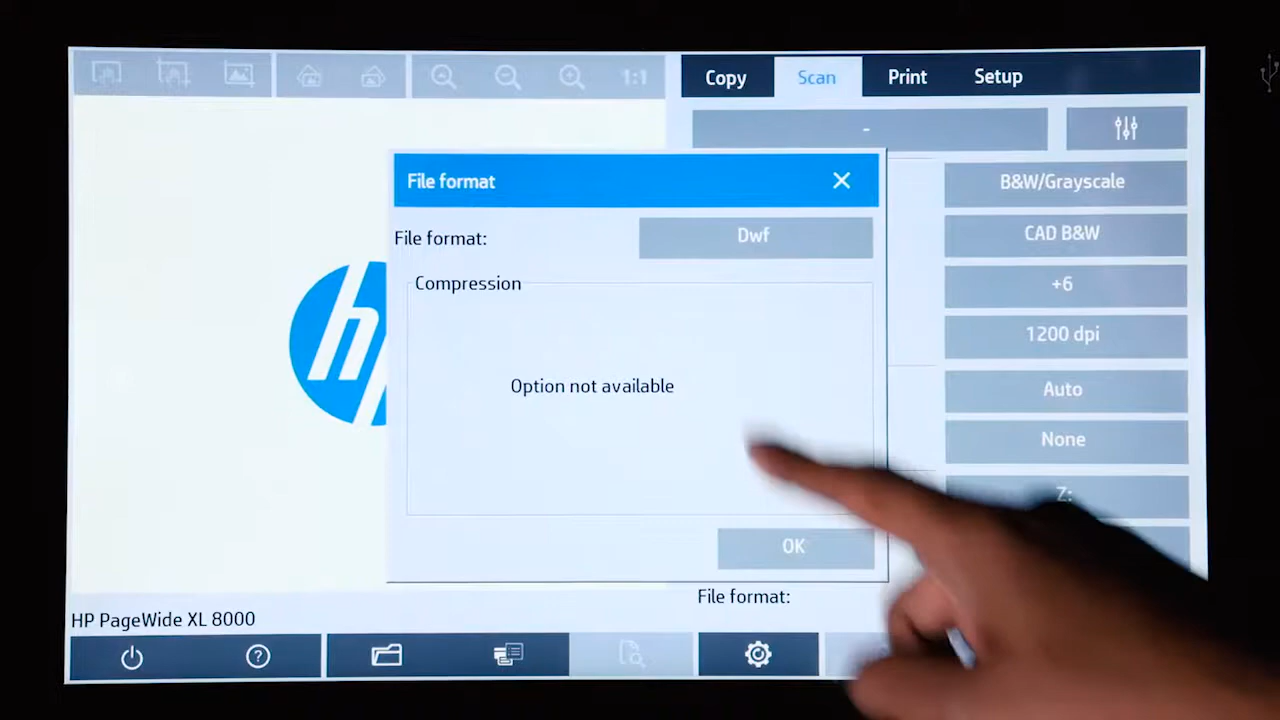 1:1
Copy
Scan
Print
Setup
-
File format
File format:
Dwf
Compression
Option not available
OK
B&W/Grayscale
CAD B&W
+6
1200 dpi
Auto
None
Z:
hp
File format:
HP PageWide XL 8000